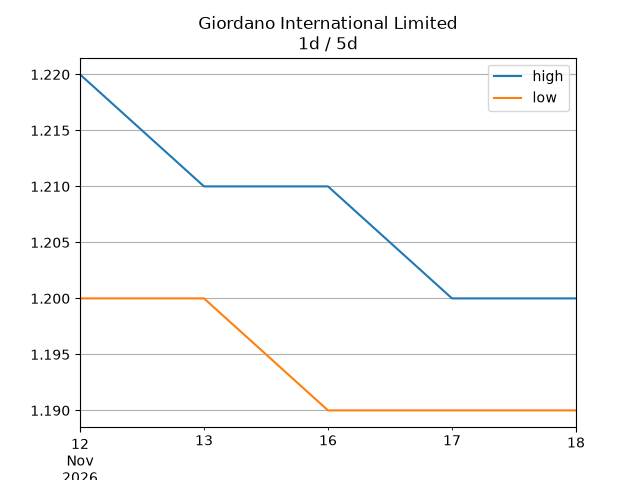 Giordano International Limited
1d / 5d
high
low
1.220
1.215
1.210
1.205
1.200
1.195
1.190
12 13 16 17 18
Nov
2026